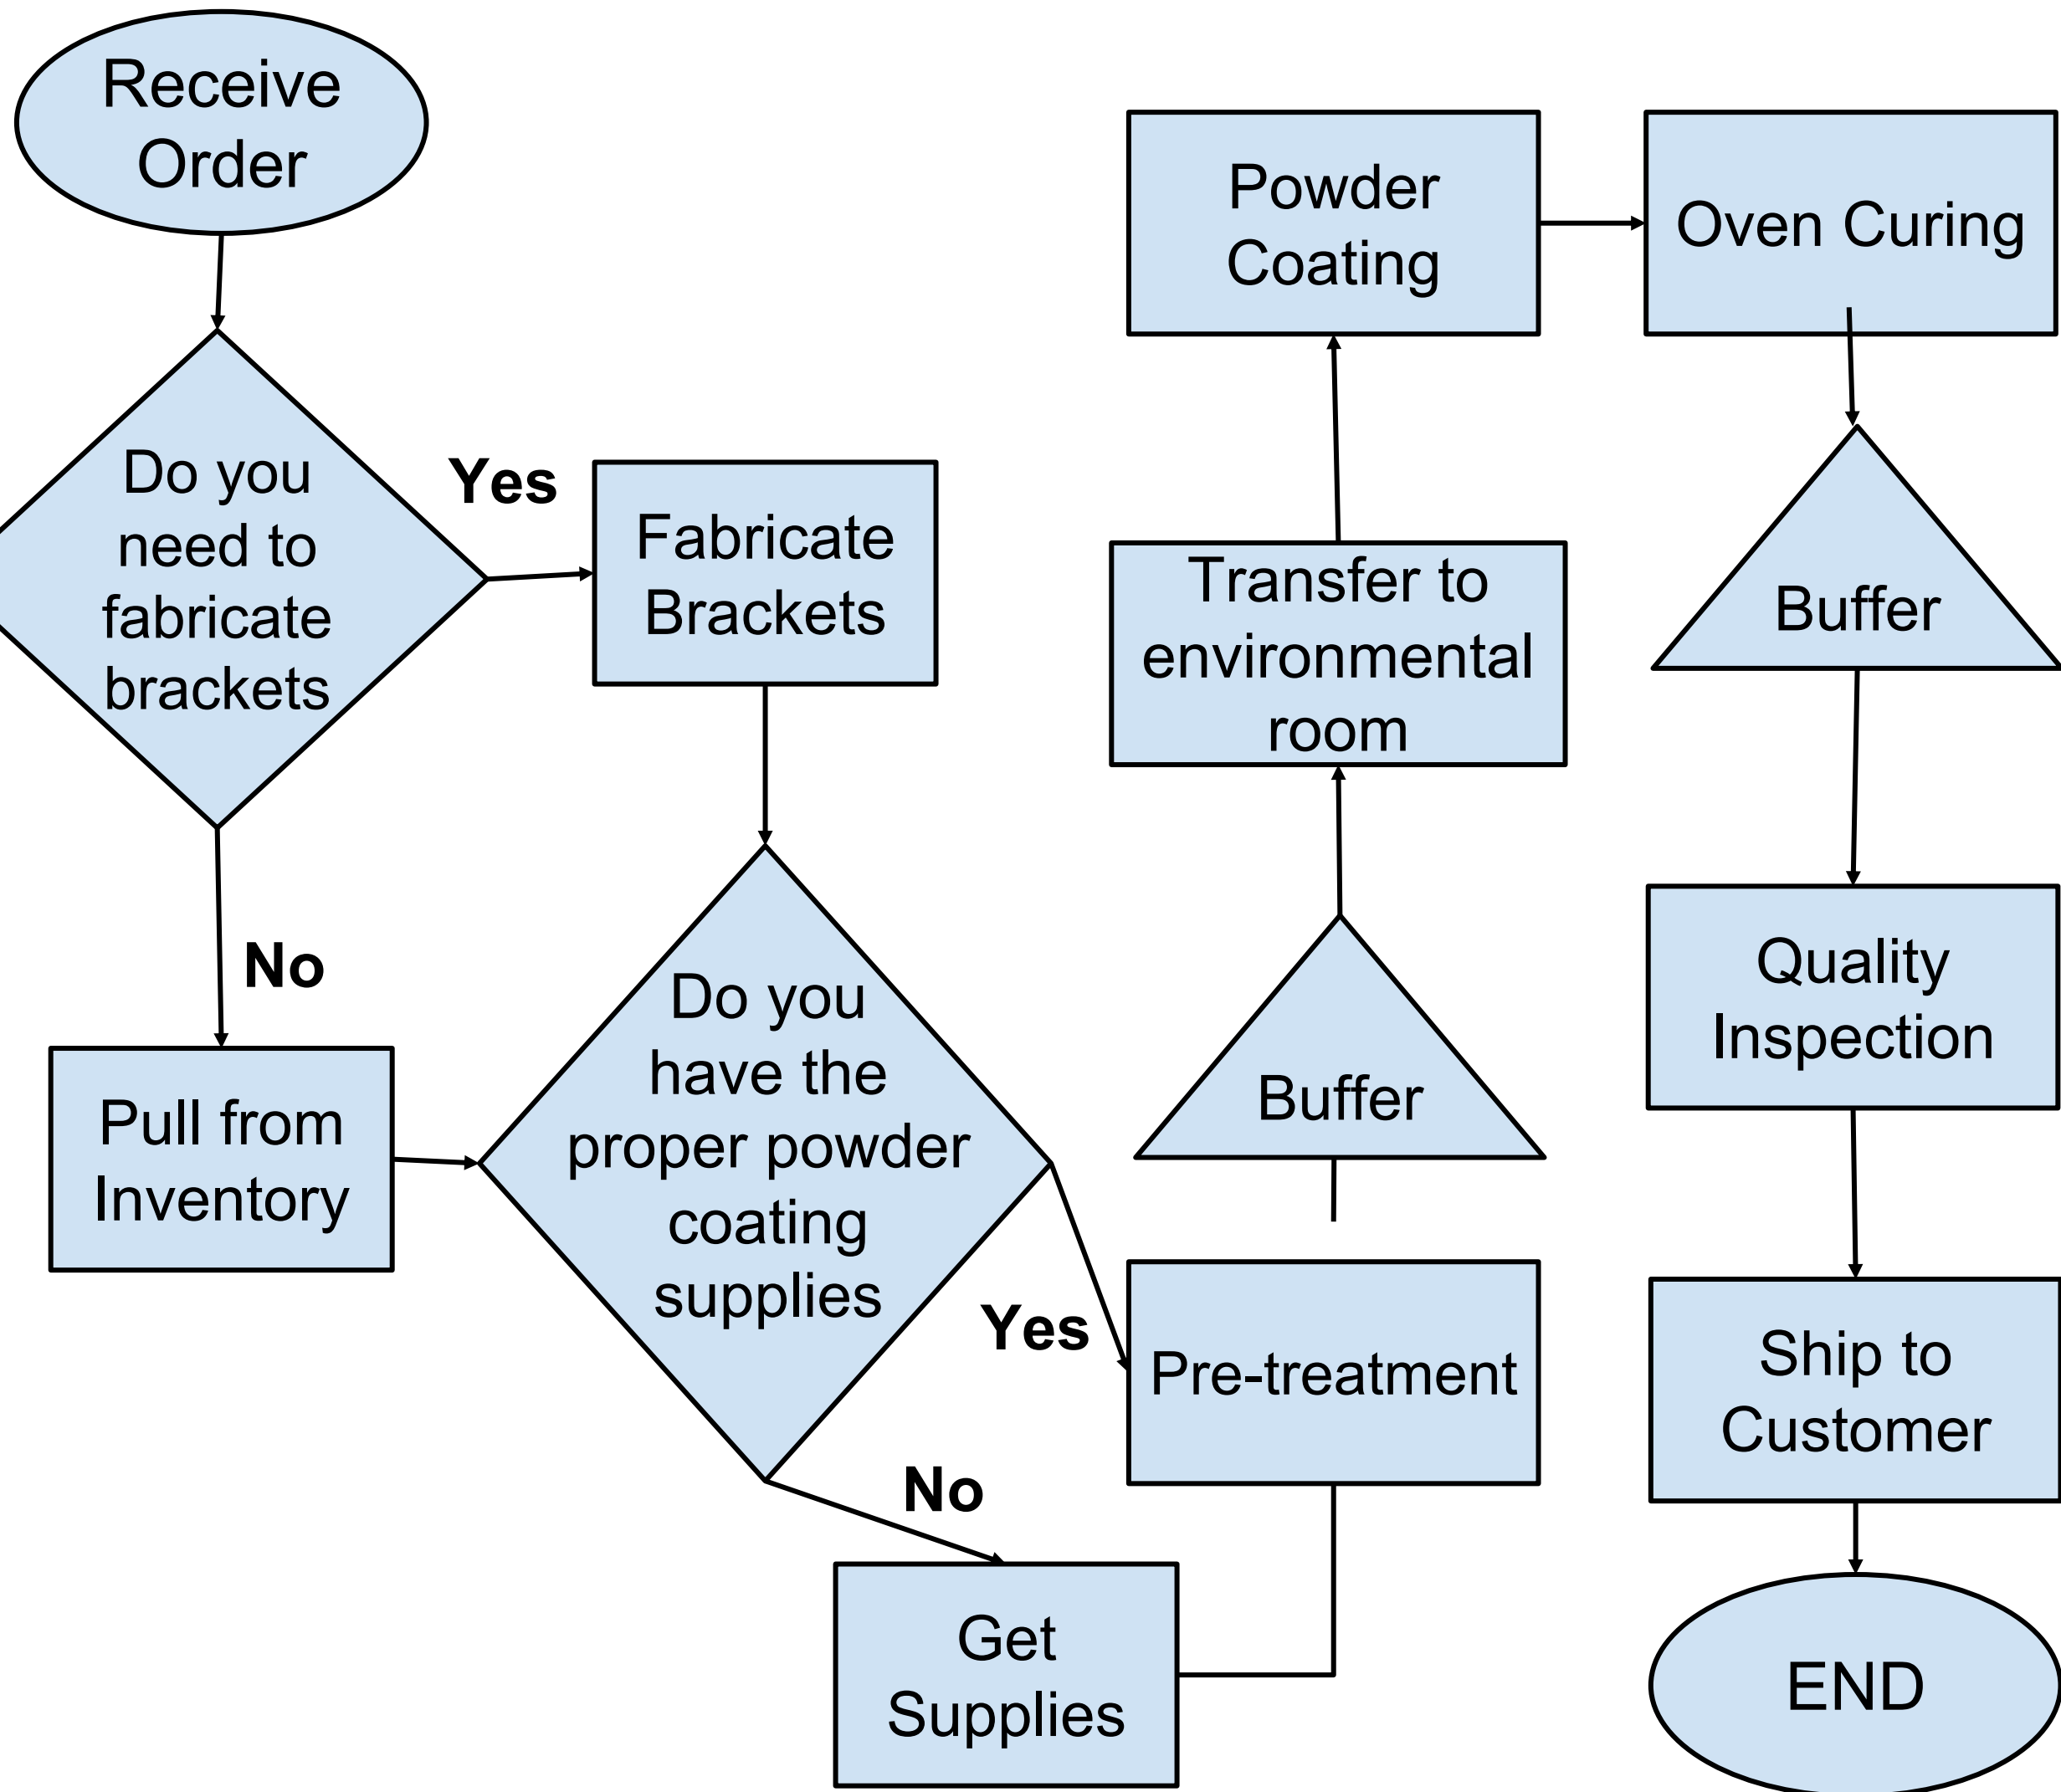 Receive
Order
Do you
need to
fabricate
brackets
Yes
No
Fabricate
Brackets
Pull from
Inventory
Do you
have the
proper powder
coating
supplies
Yes
No
Get
Supplies
Pre-treatment
Buffer
Transfer to
environmental
room
Powder
Coating
Oven Curing
Buffer
Quality
Inspection
Ship to
Customer
END